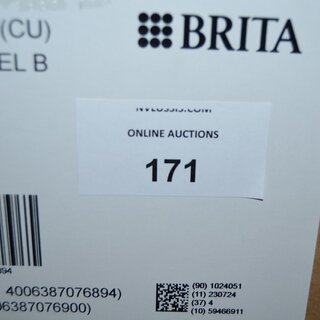 (CU)
BRITA
EL B
ONLINE AUCTIONS
171
4006387076894)
06387076900)
(90) 1024051
(11) 230724
(37) 4
(10) 59466911